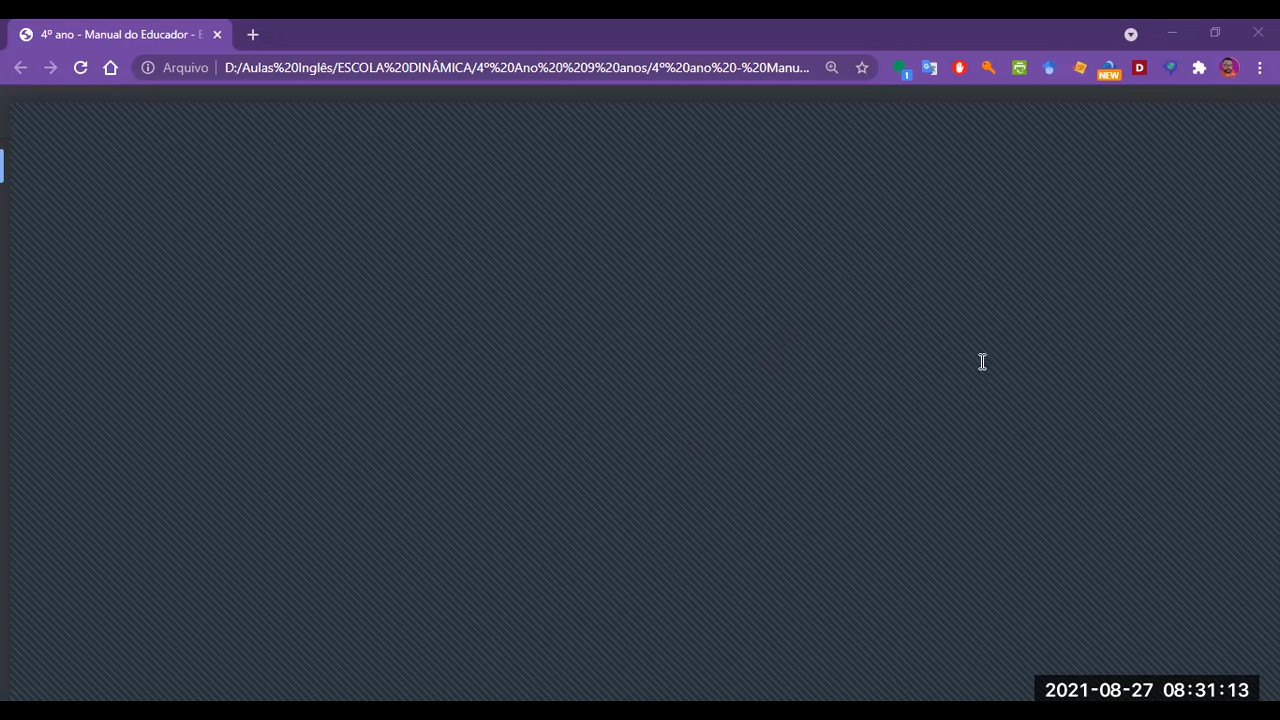 4º ano - Manual do Educador - E
Arquivo D:/Aulas%20Inglês/ESCOLA%20DINÂMICA/4º%20Ano%20%209%20anos/4º%20ano%20-%20Manu...
1
NEW
D
2021-08-27 08:31:13